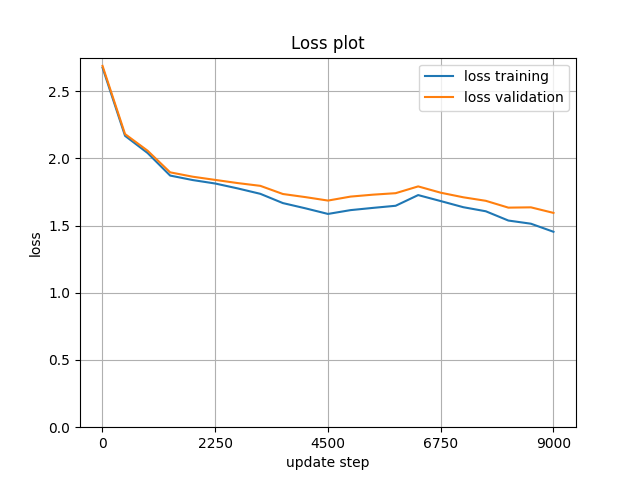 Loss plot
loss training
loss validation
2.5
2.0
1.5
1.0
0.5
0.0
loss
0 2250 4500 6750 9000
update step